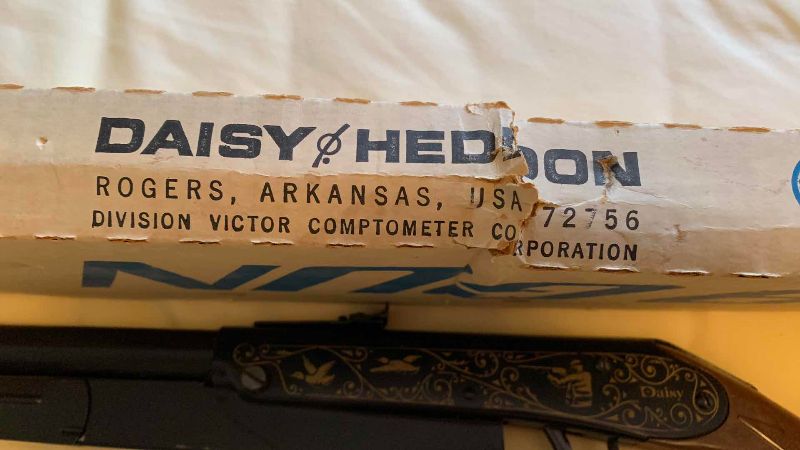 DAISY HEDDON
ROGERS, ARKANSAS, USA 72756
DIVISION VICTOR COMPTOMETER CORPORATION
Daisy